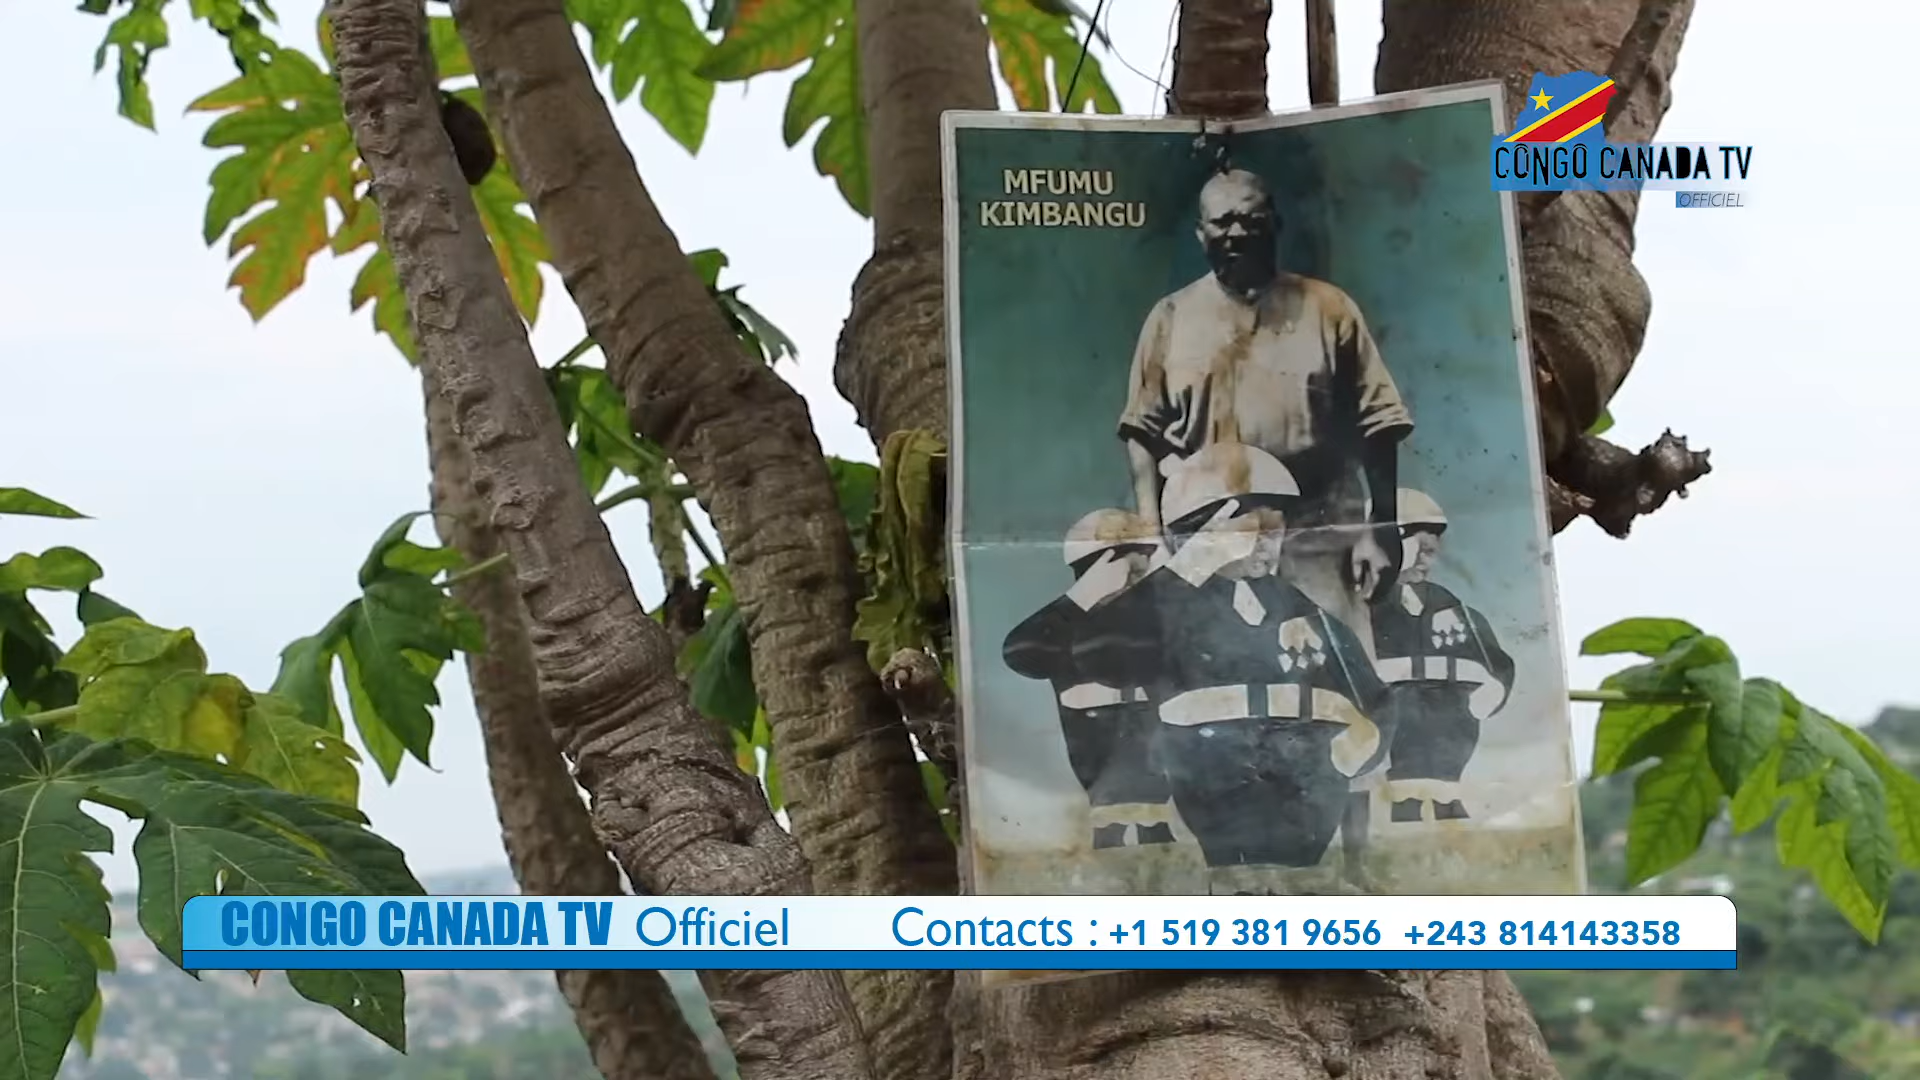 MFUMU
KIMBANGU
CONGO CANADA TV
OFFICIEL
CONGO CANADA TV Officiel Contacts : +1 519 381 9656 +243 814143358